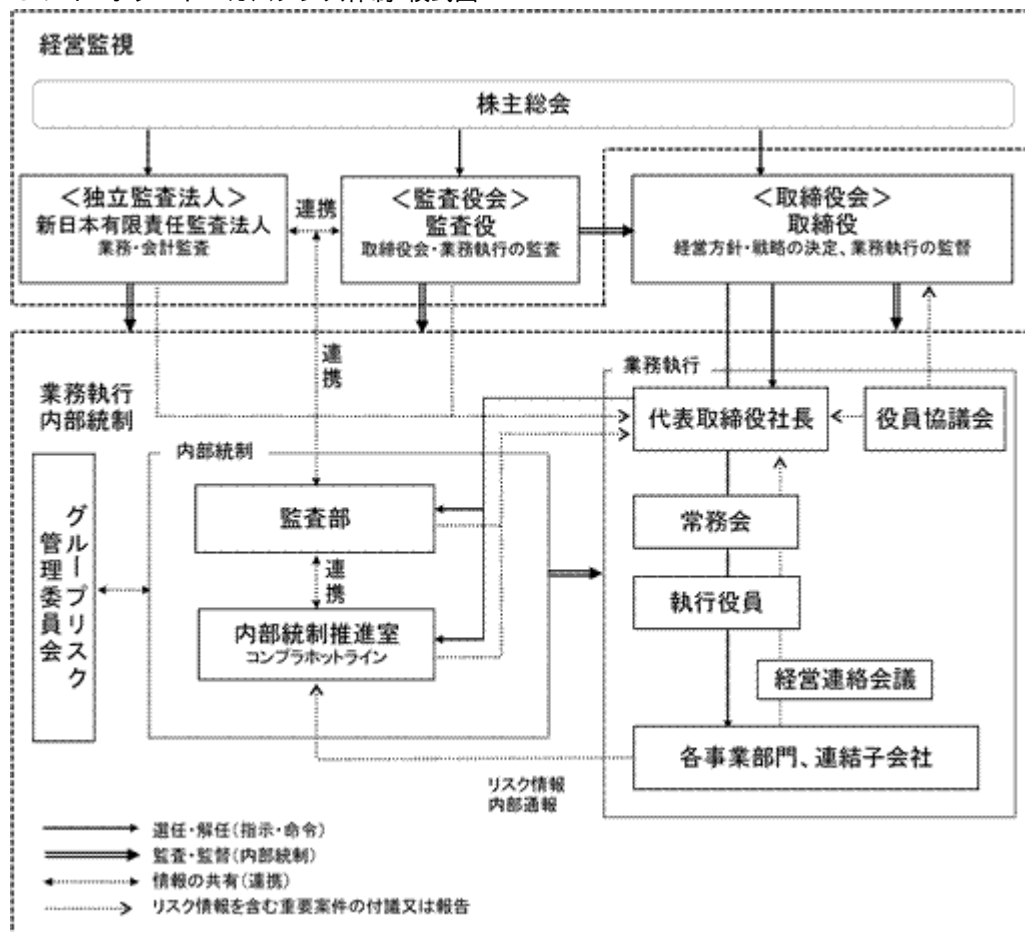 経営監視
株主総会
＜独立監査法人＞
新日本有限責任監査法人
業務・会計監査
連携
＜監査役会＞
監査役
取締役会・業務執行の監査
＜取締役会＞
取締役
経営方針・戦略の決定、業務執行の監督
連携
業務執行
内部統制
業務執行
代表取締役社長
役員協議会
内部統制
監査部
連携
内部統制推進室
コンプラホットライン
グループリスク
管理委員会
常務会
執行役員
経営連絡会議
各事業部門、連結子会社
リスク情報
内部通報
選任・解任（指示・命令）
監査・監督（内部統制）
情報の共有（連携）
リスク情報を含む重要案件の付議又は報告